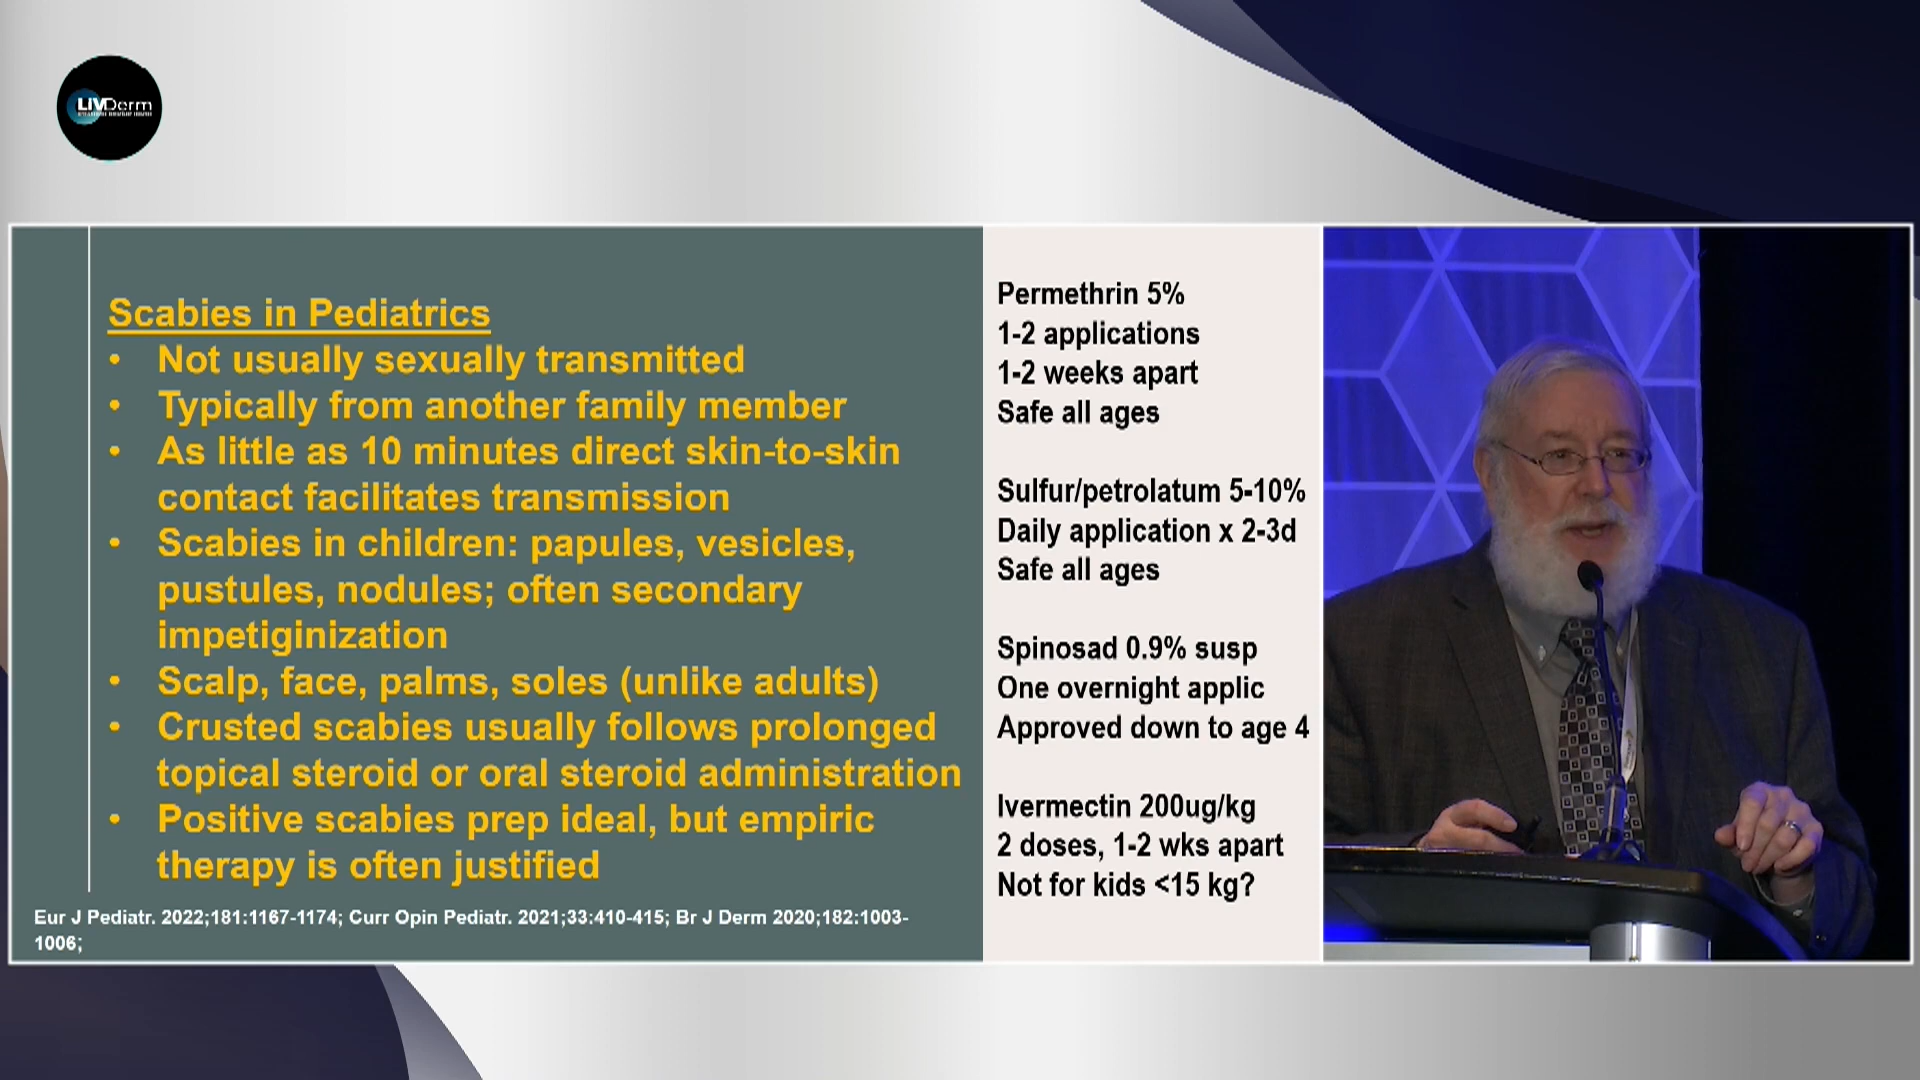 LIVDerm
Scabies in Pediatrics
• Not usually sexually transmitted
• Typically from another family member
• As little as 10 minutes direct skin-to-skin
contact facilitates transmission
• Scabies in children: papules, vesicles,
pustules, nodules; often secondary
impetiginization
• Scalp, face, palms, soles (unlike adults)
• Crusted scabies usually follows prolonged
topical steroid or oral steroid administration
• Positive scabies prep ideal, but empiric
therapy is often justified
Eur J Pediatr. 2022;181:1167-1174; Curr Opin Pediatr. 2021;33:410-415; Br J Derm 2020;182:1003-
1006;
Permethrin 5%
1-2 applications
1-2 weeks apart
Safe all ages
Sulfur/petrolatum 5-10%
Daily application x 2-3d
Safe all ages
Spinosad 0.9% susp
One overnight applic
Approved down to age 4
Ivermectin 200ug/kg
2 doses, 1-2 wks apart
Not for kids <15 kg?